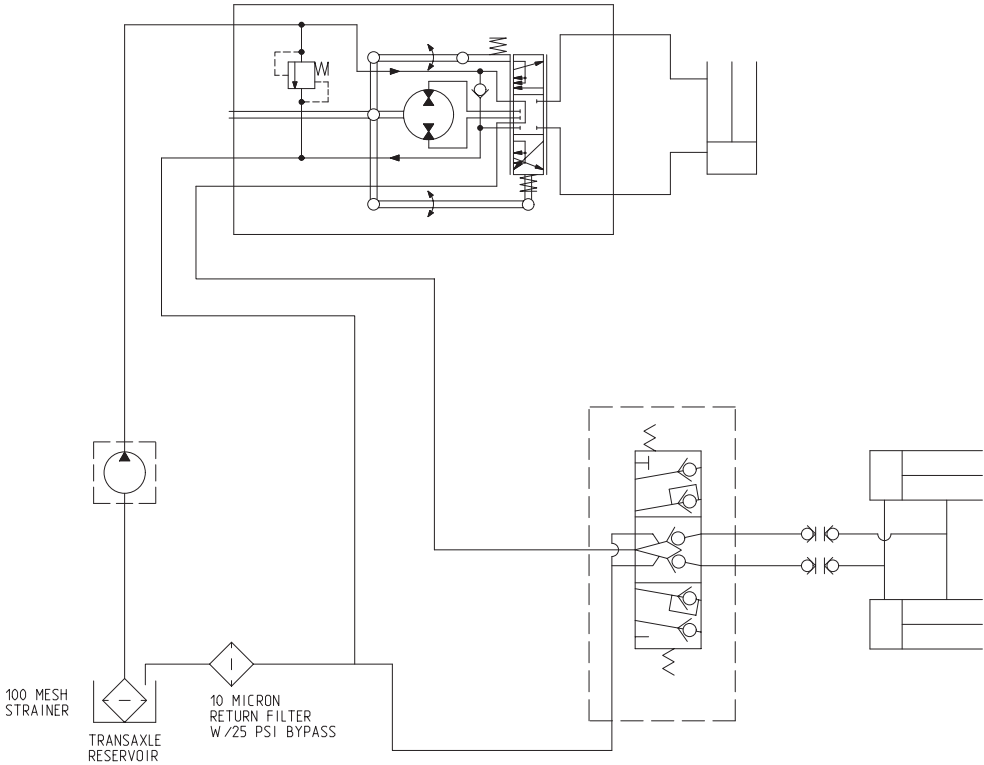 100 MESH
STRAINER
TRANSAXLE
RESERVOIR
10 MICRON
RETURN FILTER
W/25 PSI BYPASS